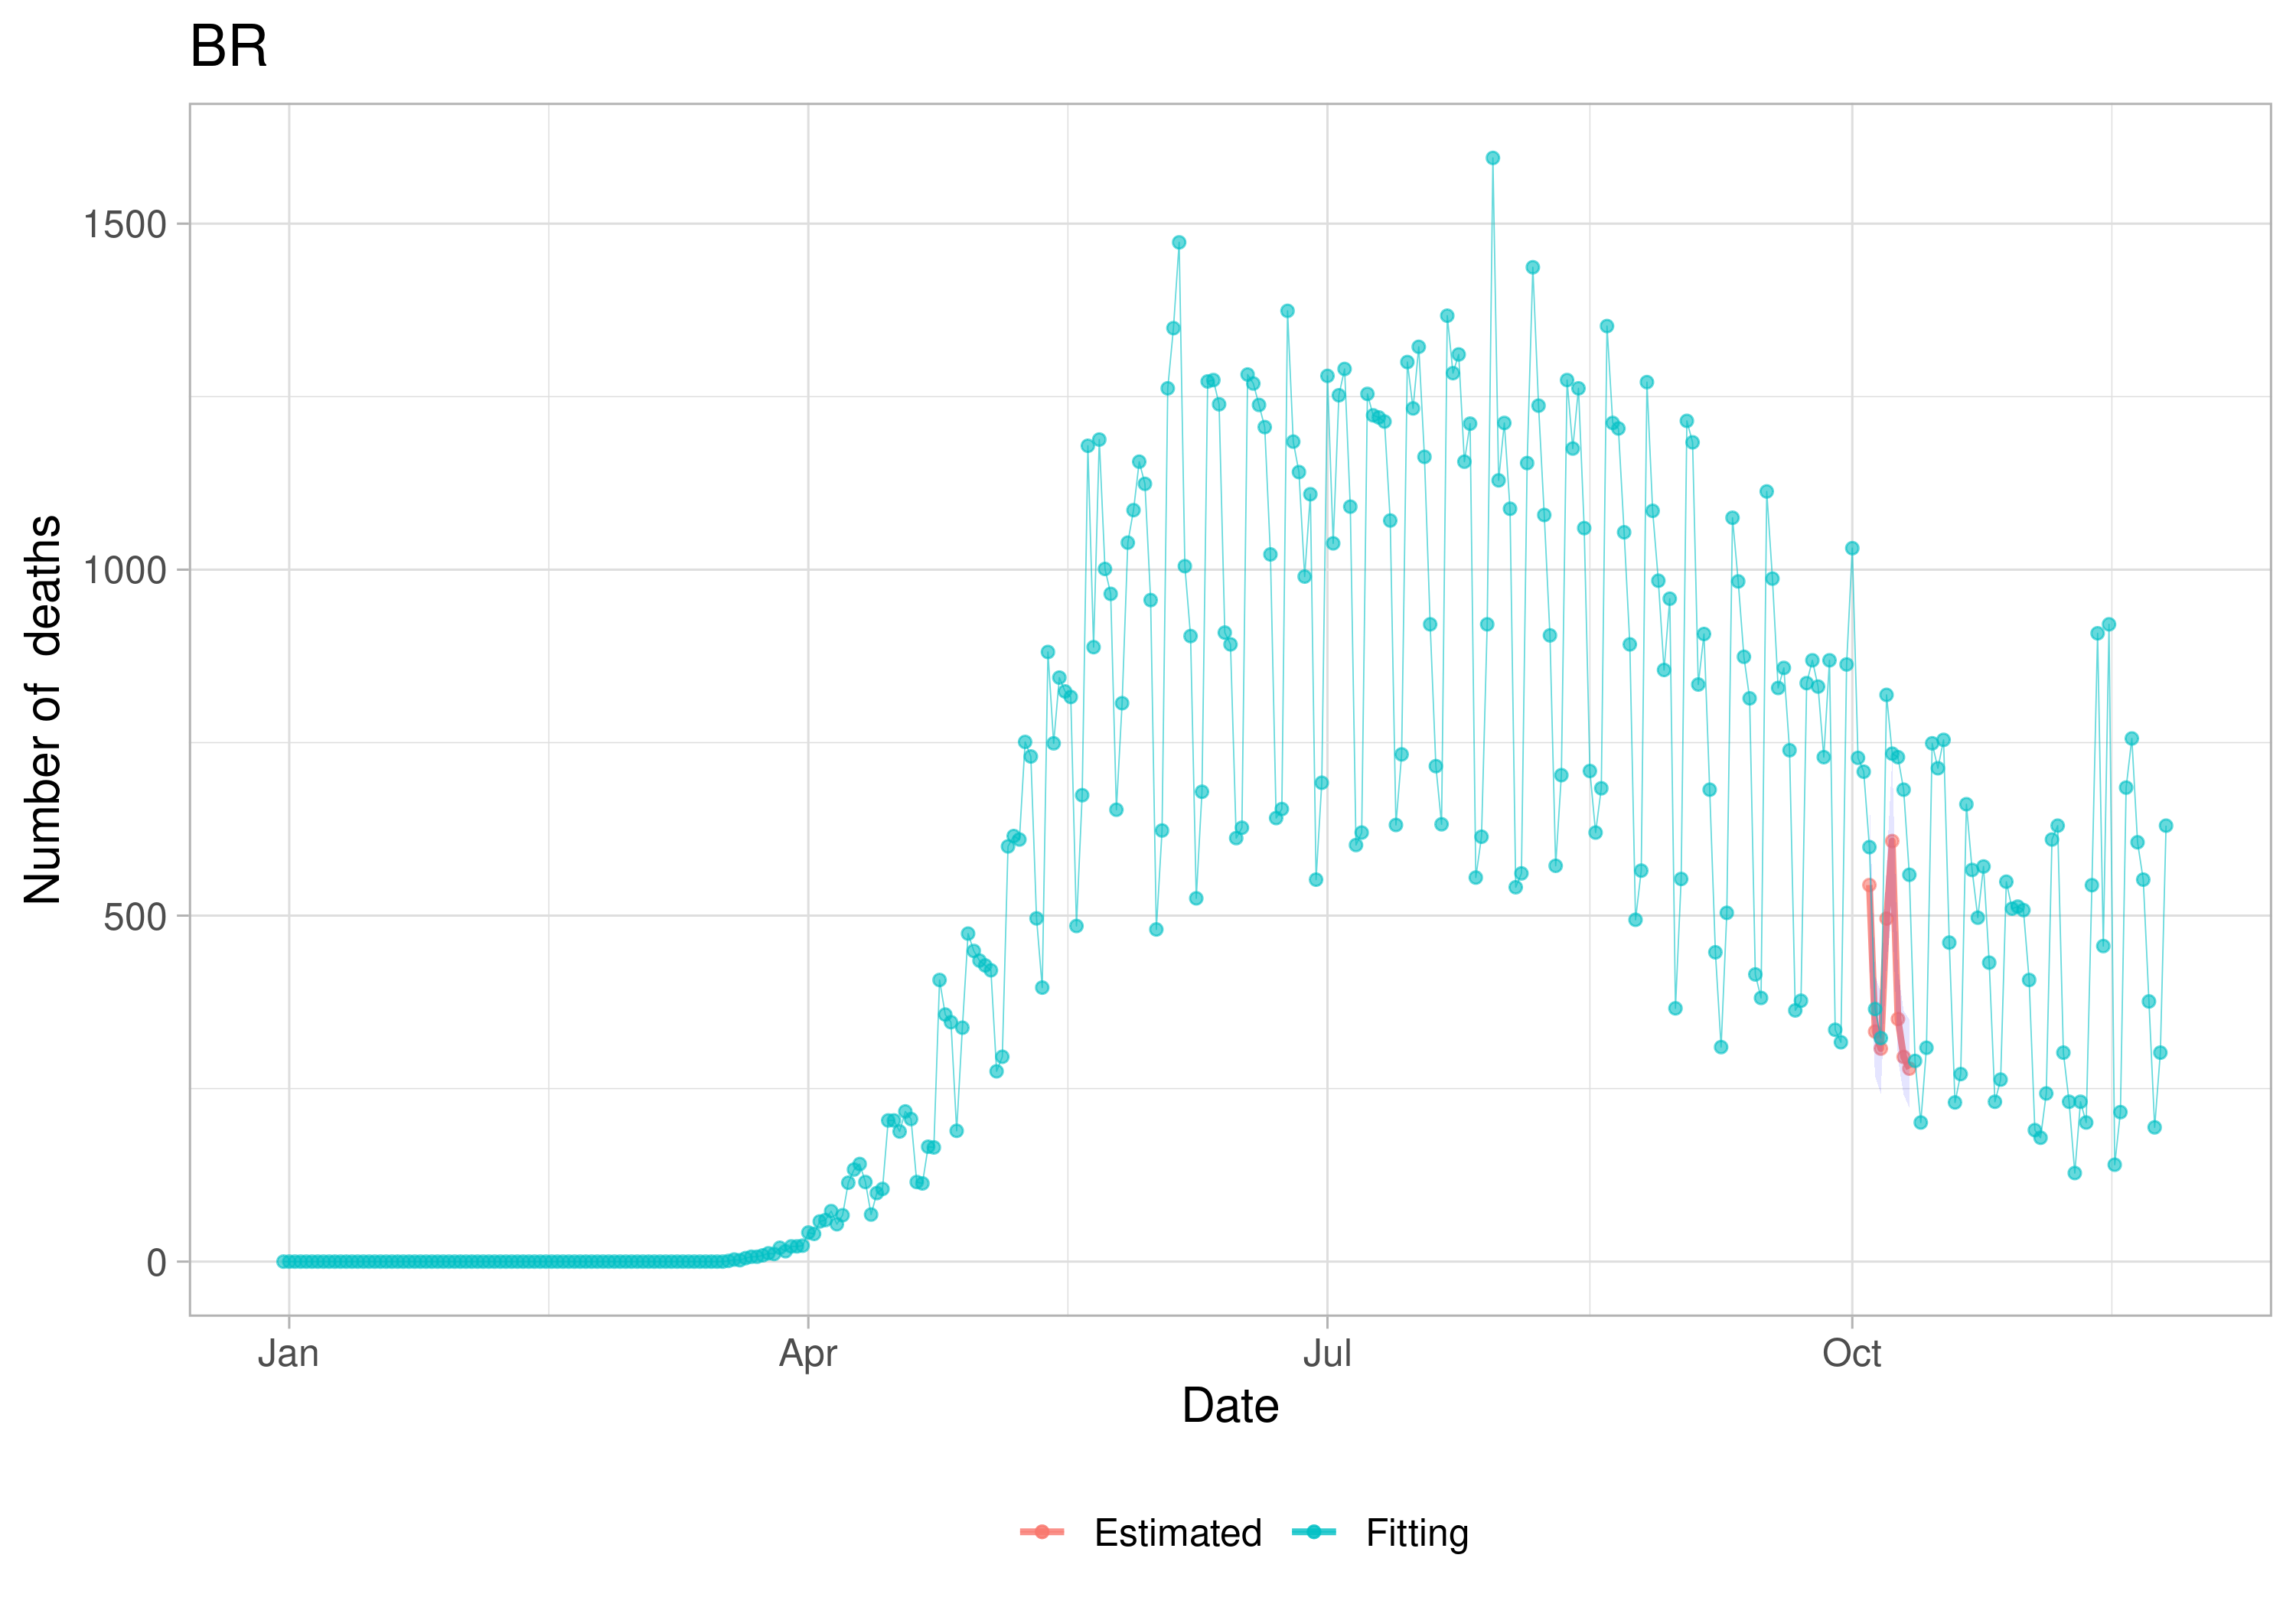 BR
1500
1000
500
0
Number of deaths
Jan
Apr
Jul
Oct
Date
Estimated
Fitting